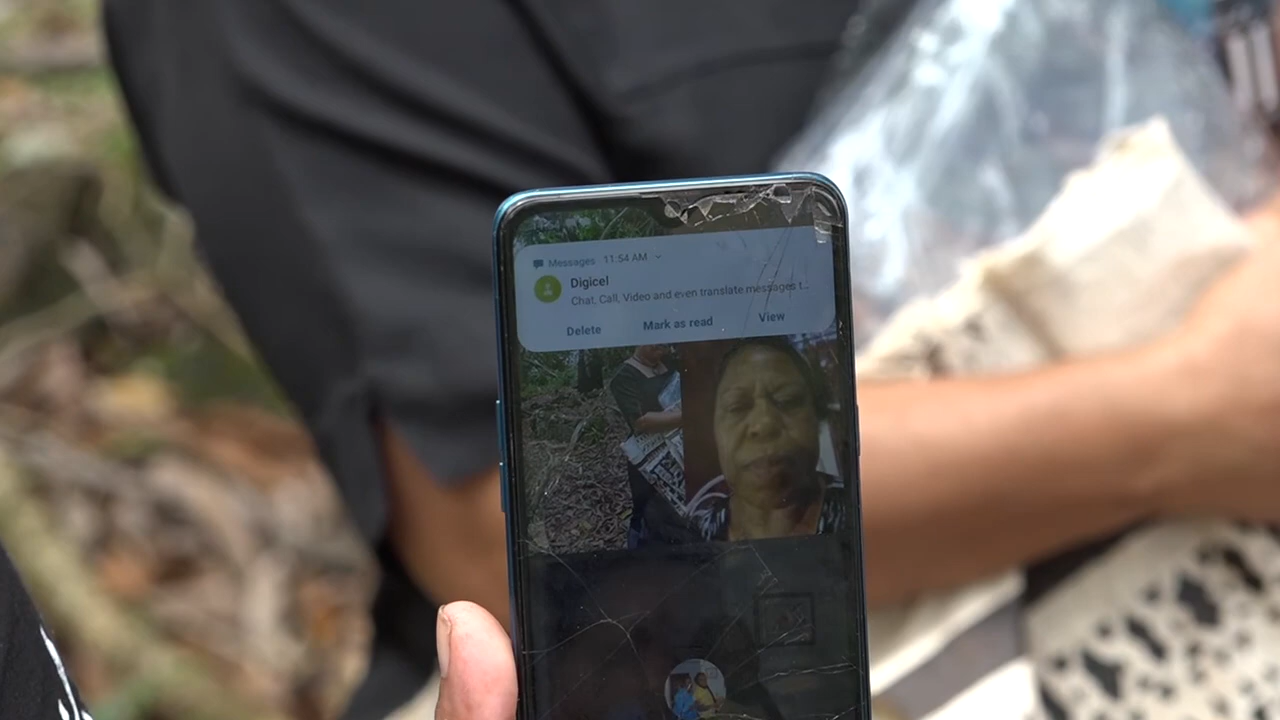 Messages 11:54 AM
Digicel
Chat, Call, Video and even translate messages t..
Delete Mark as read View